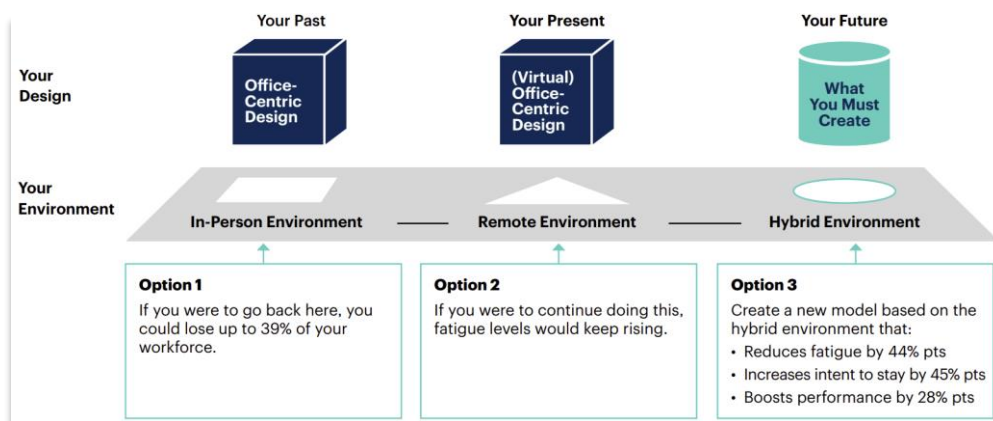 Your Past
Your Present
Your Future
Your
Design
Office-
Centric
Design
(Virtual)
Office-
Centric
Design
What
You Must
Create
Your
Environment
In-Person Environment
Remote Environment
Hybrid Environment
Option 1
If you were to go back here, you
could lose up to 39% of your
workforce.
Option 2
If you were to continue doing this,
fatigue levels would keep rising.
Option 3
Create a new model based on the
hybrid environment that:
• Reduces fatigue by 44% pts
• Increases intent to stay by 45% pts
• Boosts performance by 28% pts